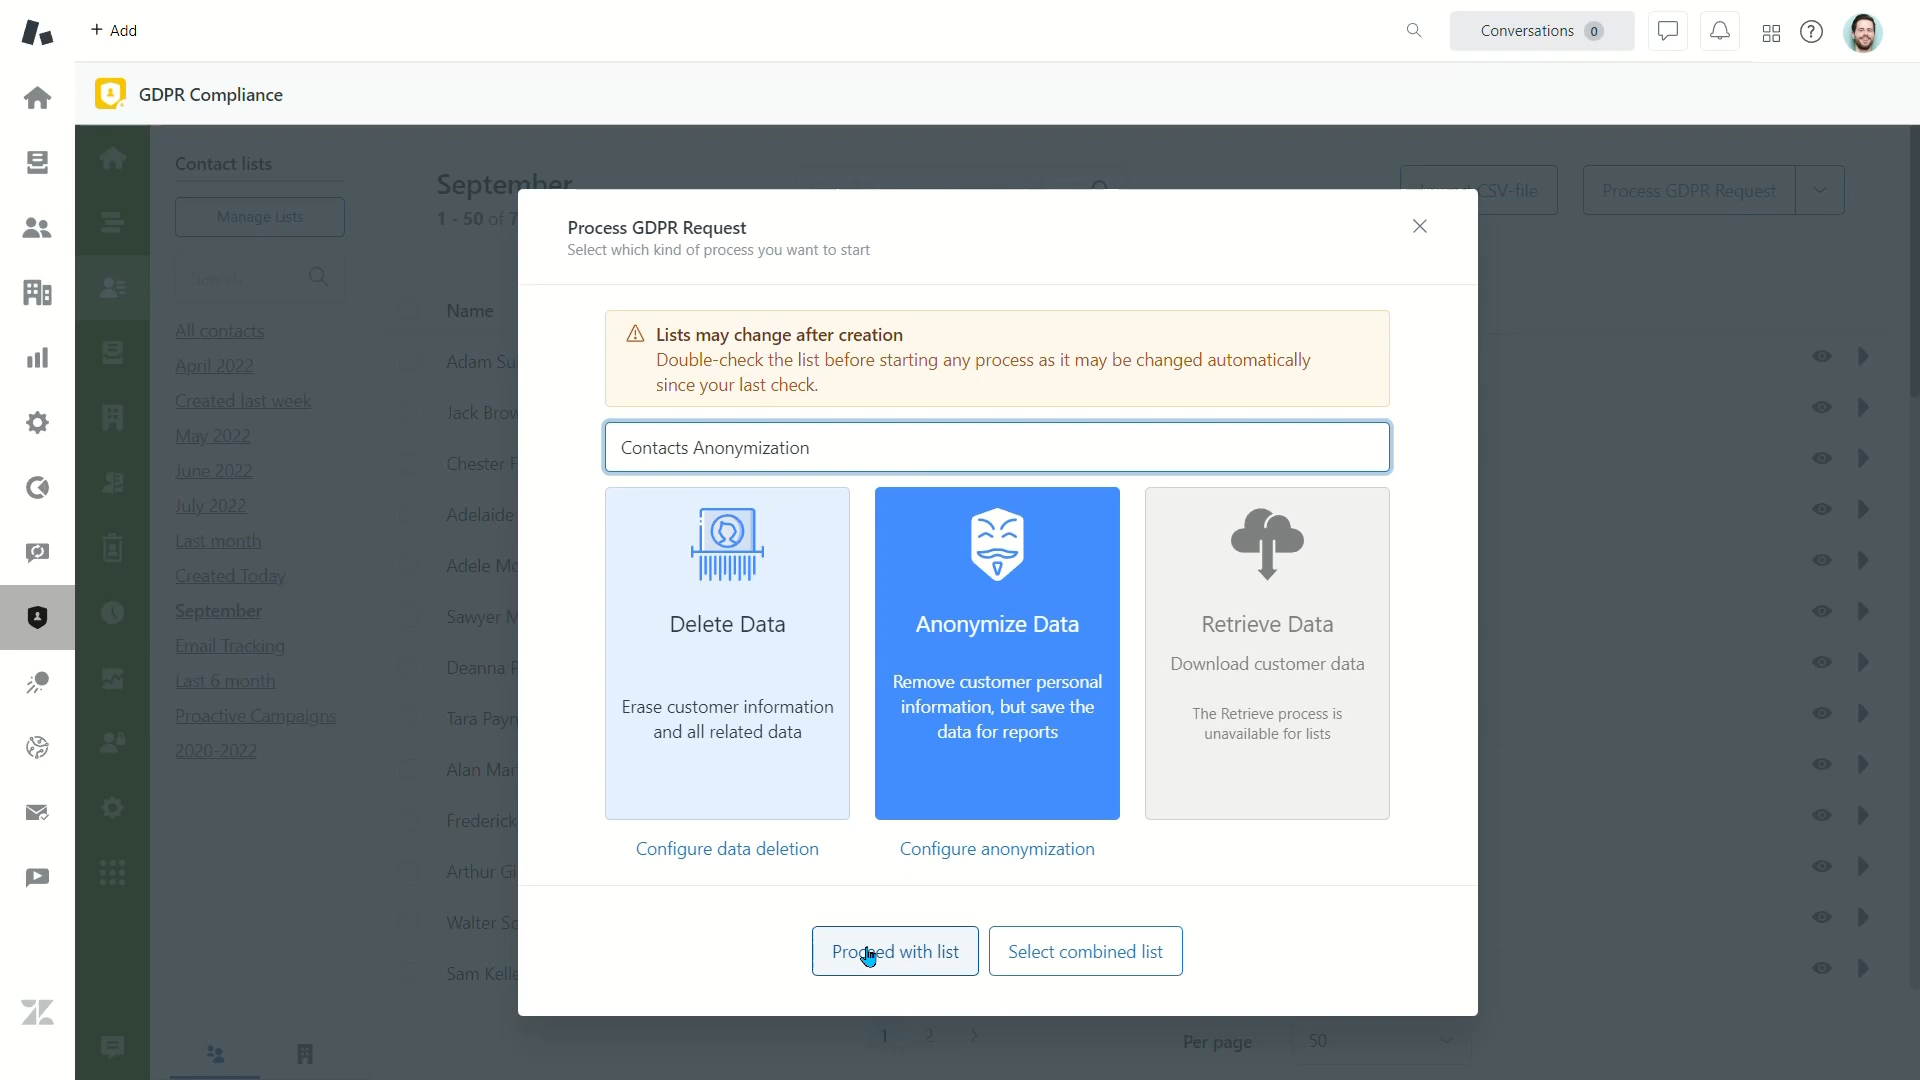 + Add
Conversations 0
GDPR Compliance
Contact lists
Manage Lists
Search
All contacts
April 2022
Created last week
May 2022
June 2022
July 2022
Last month
Created Today
September
Email Tracking
Last 6 month
Proactive Campaigns
2020-2022
September
1 - 50 of 7
CSV-file
Process GDPR Request
Name
Adam Su
Jack Brow
Chester F
Adelaide
Adele Mc
Sawyer M
Deanna F
Tara Payn
Alan Mar
Frederick
Arthur Gi
Walter Sc
Sam Kelle
Process GDPR Request
Select which kind of process you want to start
Lists may change after creation
Double-check the list before starting any process as it may be changed automatically
since your last check.
Contacts Anonymization
Delete Data
Erase customer information
and all related data
Anonymize Data
Remove customer personal
information, but save the
data for reports
Retrieve Data
Download customer data
The Retrieve process is
unavailable for lists
Configure data deletion
Configure anonymization
Proceed with list
Select combined list
1 2
Per page 50